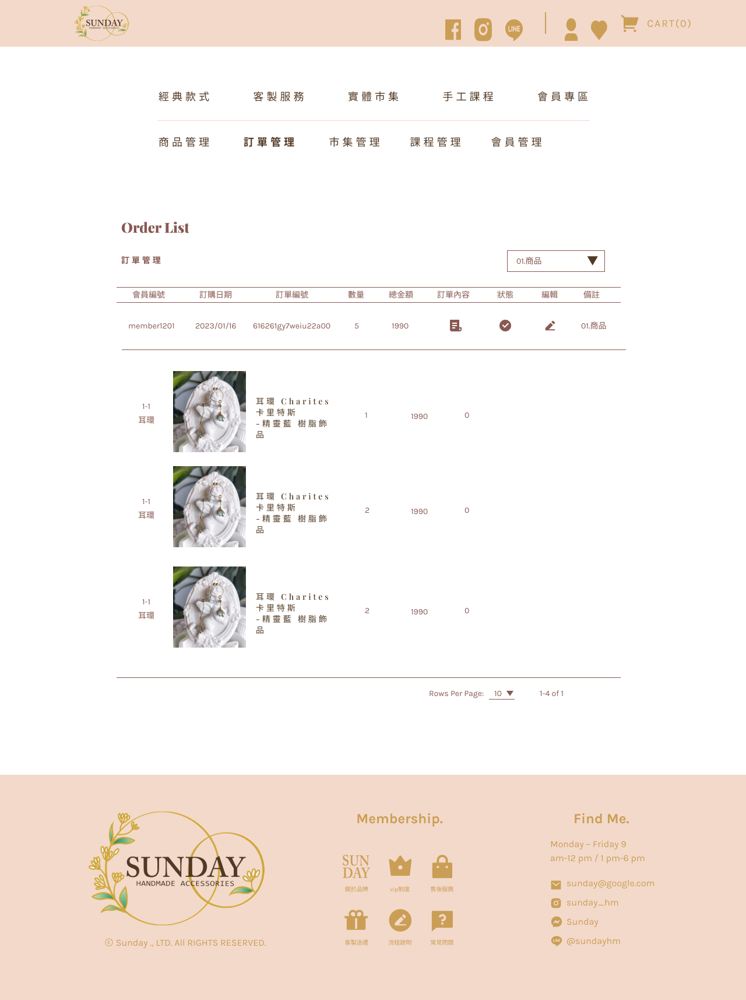 SUNDAY
HANDMADE ACCESSORIES
LINE
CART(0)
經典款式 客製服務 實體市集 手工課程 會員專區
商品管理 訂單管理 市集管理 課程管理 會員管理
Order List
訂單管理
01.商品
會員編號 訂購日期 訂單編號 數量 總金額 訂單內容 狀態 編輯 備註
member1201 2023/01/16 616261gy7weiu22a00 5 1990 01.商品
1-1
耳環
耳環 Charites
卡里特斯
-精靈藍 樹脂飾
品
1 1990 0
1-1
耳環
耳環 Charites
卡里特斯
-精靈藍 樹脂飾
品
2 1990 0
1-1
耳環
耳環 Charites
卡里特斯
-精靈藍 樹脂飾
品
2 1990 0
Rows Per Page: 10 1-4 of 1
SUNDAY
HANDMADE ACCESSORIES
ⓒ Sunday ., LTD. All RIGHTS RESERVED.
Membership.
SUN
DAY
關於品牌 vip制度 售後服務
客製送禮 流程說明 常見問題
Find Me.
Monday – Friday 9
am-12 pm / 1 pm-6 pm
sunday@google.com
sunday_hm
Sunday
LINE @sundayhm